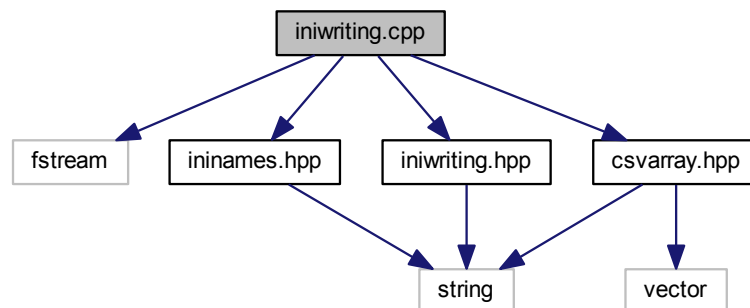 iniwriting.cpp
fstream
ininames.hpp
iniwriting.hpp
csvarray.hpp
string
vector